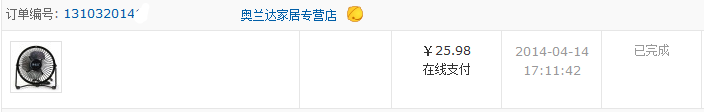 订单编号: 1310320141 奥兰达家居专营店
¥25.98
在线支付
2014-04-14
17:11:42
已完成